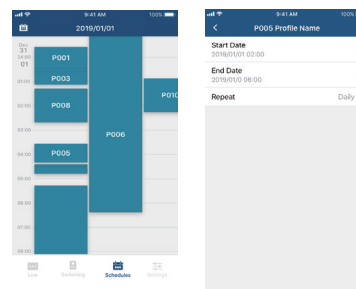 9:41 AM 100%
2019/01/01
Dec
31
24:00
01
01:00
02:00
03:00
04:00
05:00
06:00
07:00
08:00
P001
P003
P008
P005
P006
P010
Live
Switching
Schedules
Settings
9:41 AM 100%
P005 Profile Name
Start Date
2019/01/01 02:00
End Date
2019/01/0 06:00
Repeat Daily